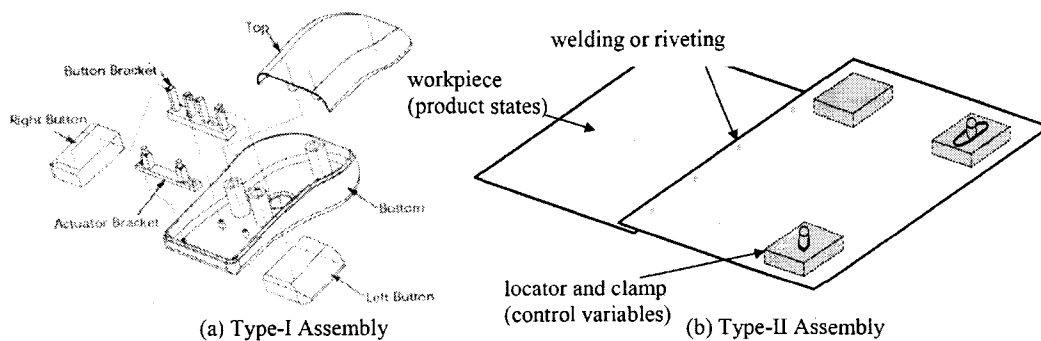 Top
Button Bracket
Right Button
Actuator Bracket
Bottom
Left Button
(a) Type-I Assembly
welding or riveting
workpiece
(product states)
locator and clamp
(control variables)
(b) Type-II Assembly